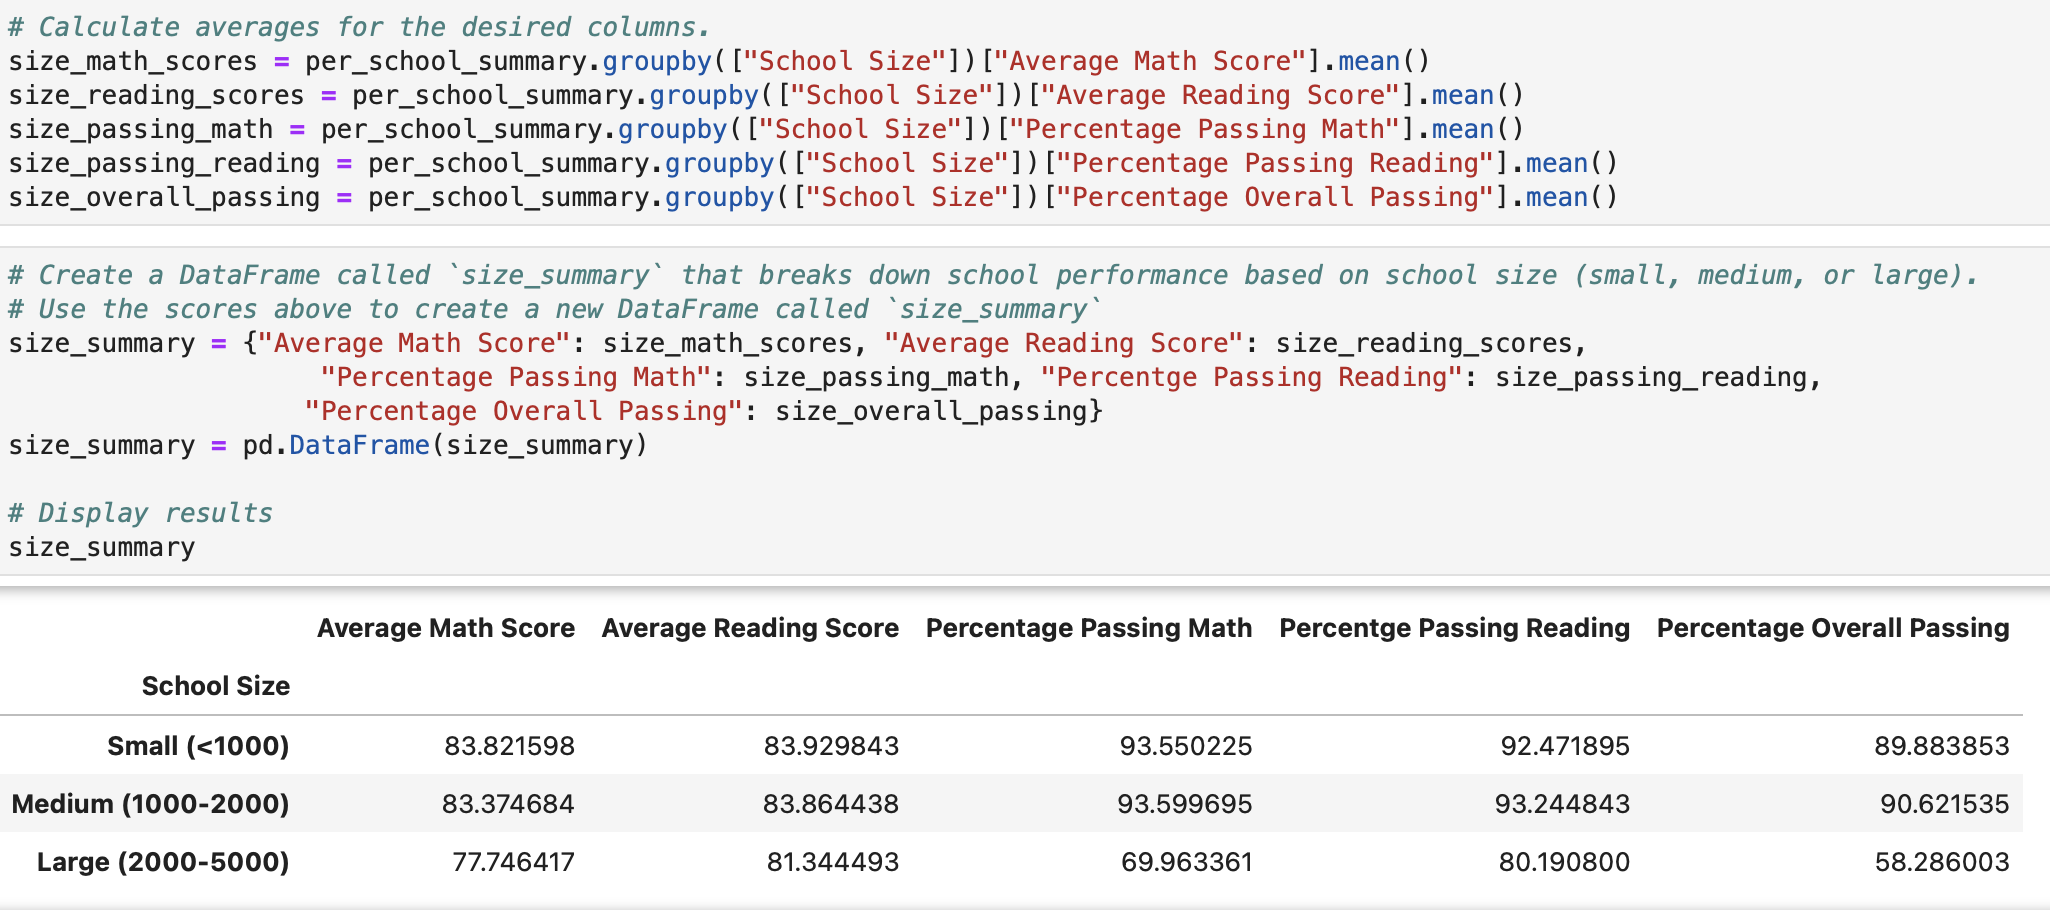 # Calculate averages for the desired columns.
size_math_scores = per_school_summary.groupby(["School Size"])["Average Math Score"].mean()
size_reading_scores = per_school_summary.groupby(["School Size"])["Average Reading Score"].mean()
size_passing_math = per_school_summary.groupby(["School Size"])["Percentage Passing Math"].mean()
size_passing_reading = per_school_summary.groupby(["School Size"])["Percentage Passing Reading"].mean()
size_overall_passing = per_school_summary.groupby(["School Size"])["Percentage Overall Passing"].mean()
# Create a DataFrame called `size_summary` that breaks down school performance based on school size (small, medium, or large).
# Use the scores above to create a new DataFrame called `size_summary`
size_summary = {"Average Math Score": size_math_scores, "Average Reading Score": size_reading_scores,
                    "Percentage Passing Math": size_passing_math, "Percentge Passing Reading": size_passing_reading,
                   "Percentage Overall Passing": size_overall_passing}
size_summary = pd.DataFrame(size_summary)
# Display results
size_summary
Average Math Score Average Reading Score Percentage Passing Math Percentge Passing Reading Percentage Overall Passing
School Size
Small (<1000) 83.821598 83.929843 93.550225 92.471895 89.883853
Medium (1000-2000) 83.374684 83.864438 93.599695 93.244843 90.621535
Large (2000-5000) 77.746417 81.344493 69.963361 80.190800 58.286003